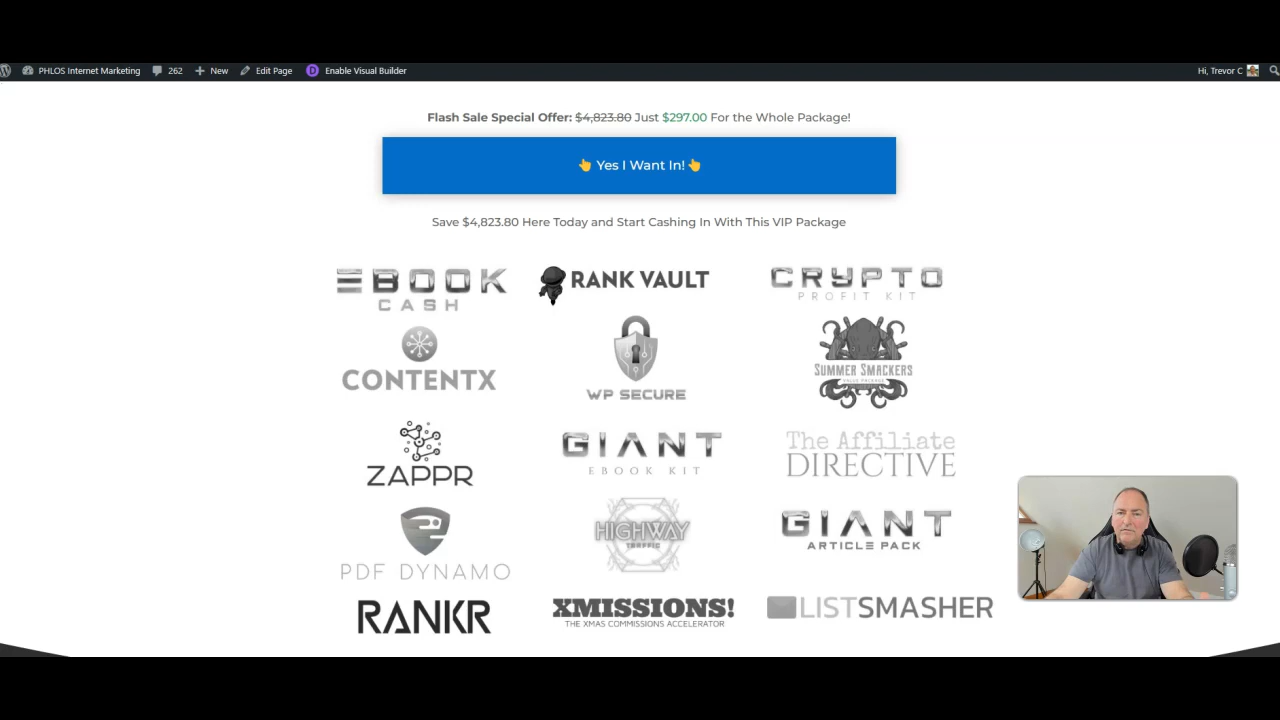 PHLOS Internet Marketing 262 New Edit Page Enable Visual Builder Hi, Trevor C
Flash Sale Special Offer: $4,823.80 Just $297.00 For the Whole Package!
Yes I Want In!
Save $4,823.80 Here Today and Start Cashing In With This VIP Package
EBOOK CASH
RANK VAULT
CRYPTO
PROFIT KIT
CONTENTX
WP SECURE
SUMMER SMACKERS
VALUE PACKAGE
ZAPPR
GIANT
EBOOK KIT
The Affiliate
DIRECTIVE
PDF DYNAMO
HIGHWAY
TRAFFIC
GIANT
ARTICLE PACK
RANKR
XMISSIONS!
THE XMAS COMMISSIONS ACCELERATOR
LISTSMASHER